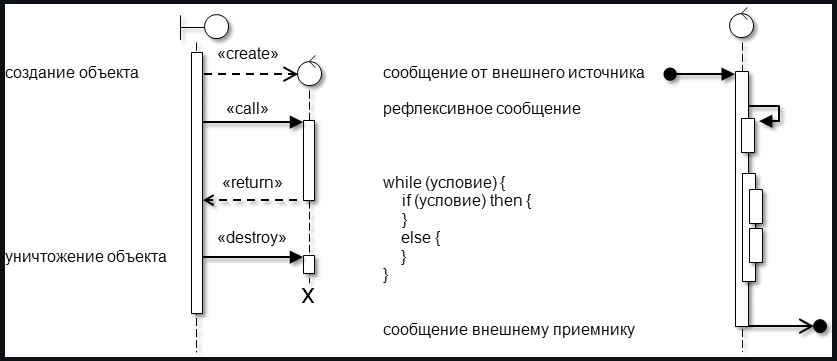 «create»
создание объекта
«call»
«return»
«destroy»
уничтожение объекта
X
сообщение от внешнего источника
рефлексивное сообщение
while (условие) {
if (условие) then {
}
else {
}
}
сообщение внешнему приемнику